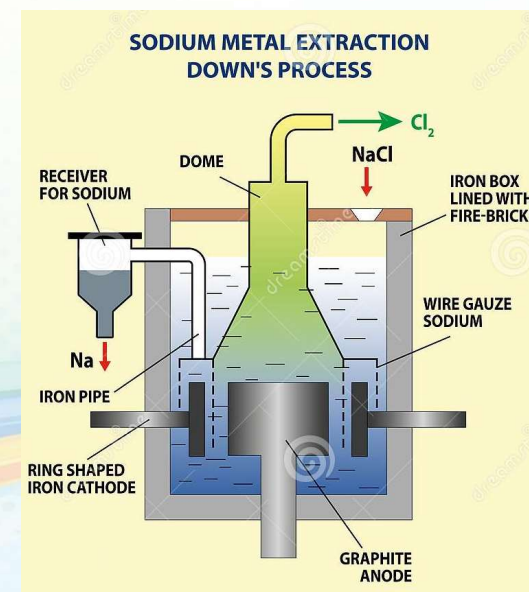 SODIUM METAL EXTRACTION
DOWN'S PROCESS
Cl2
NaCl
DOME
RECEIVER
FOR SODIUM
IRON BOX
LINED WITH
FIRE-BRICK
WIRE GAUZE
SODIUM
Na
IRON PIPE
RING SHAPED
IRON CATHODE
GRAPHITE
ANODE